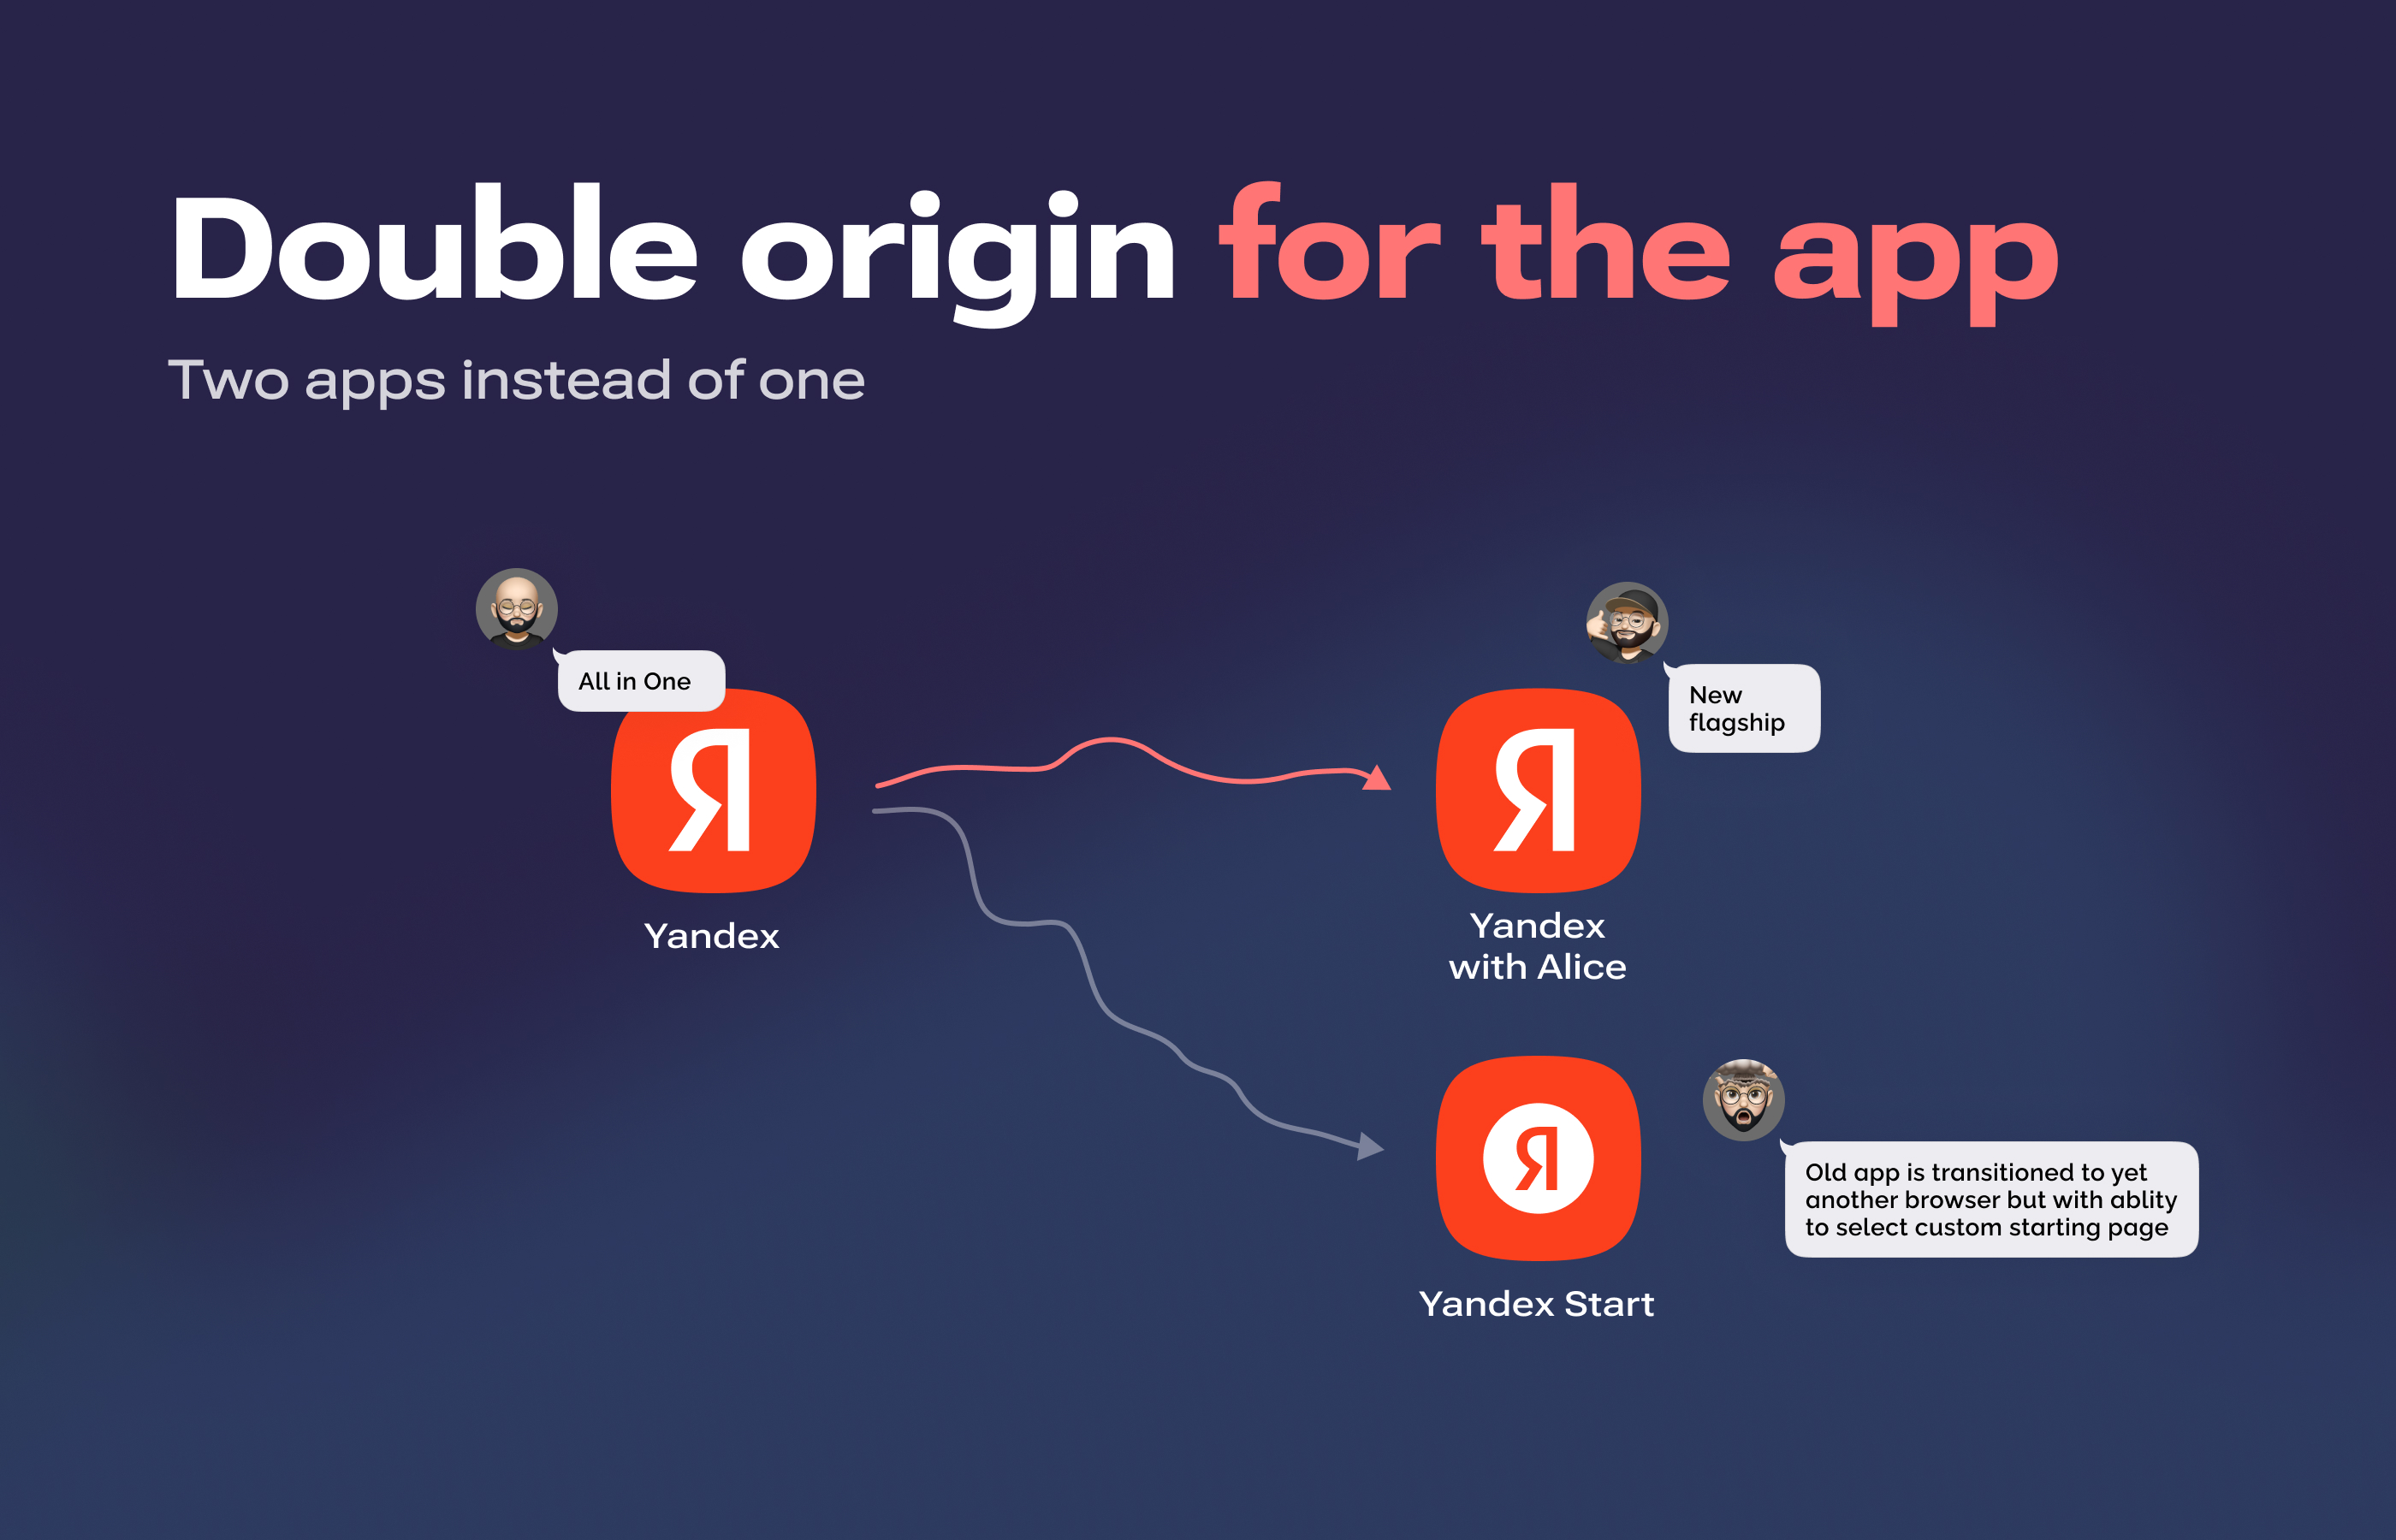 Double origin for the app
Two apps instead of one
All in One
Я
Yandex
New
flagship
Я
Yandex
with Alice
Я
Yandex Start
Old app is transitioned to yet
another browser but with ablity
to select custom starting page